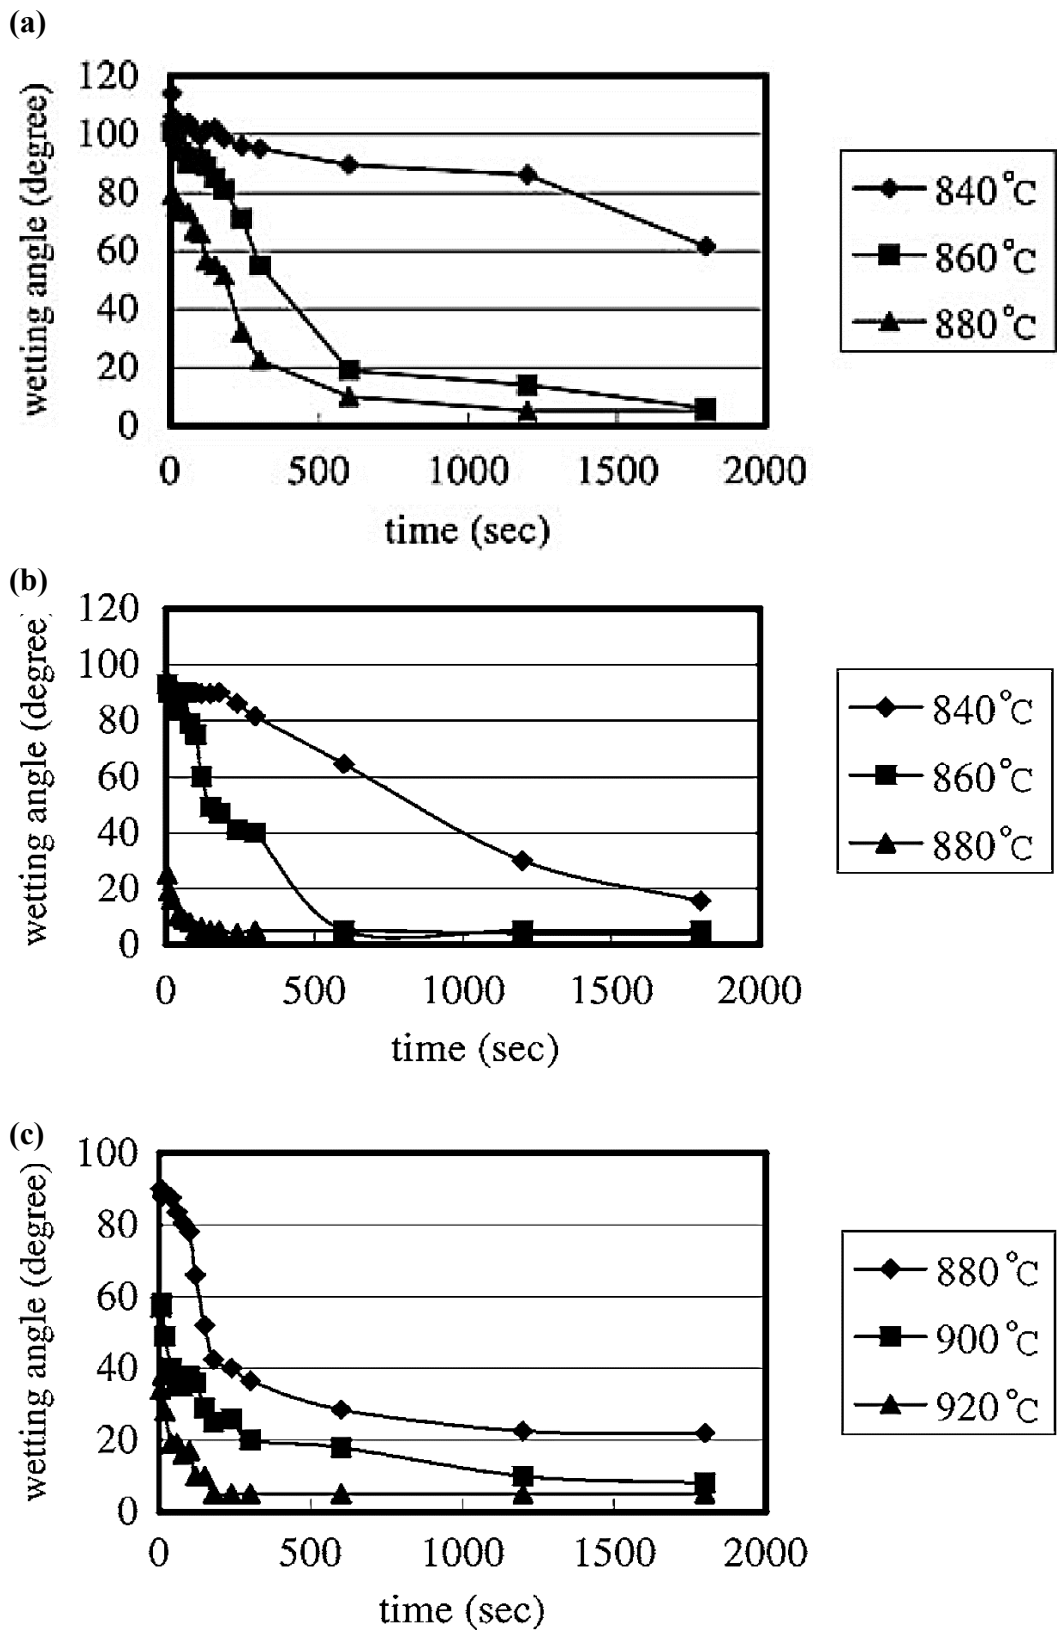 (a)
120
100
80
60
40
20
0
0 500 1000 1500 2000
wetting angle (degree)
time (sec)
840°C
860°C
880°C
(b)
120
100
80
60
40
20
0
0 500 1000 1500 2000
wetting angle (degree
time (sec)
840°C
860°C
880°C
(c)
100
80
60
40
20
0
0 500 1000 1500 2000
wetting angle (degree)
time (sec)
880°C
900°C
920°C